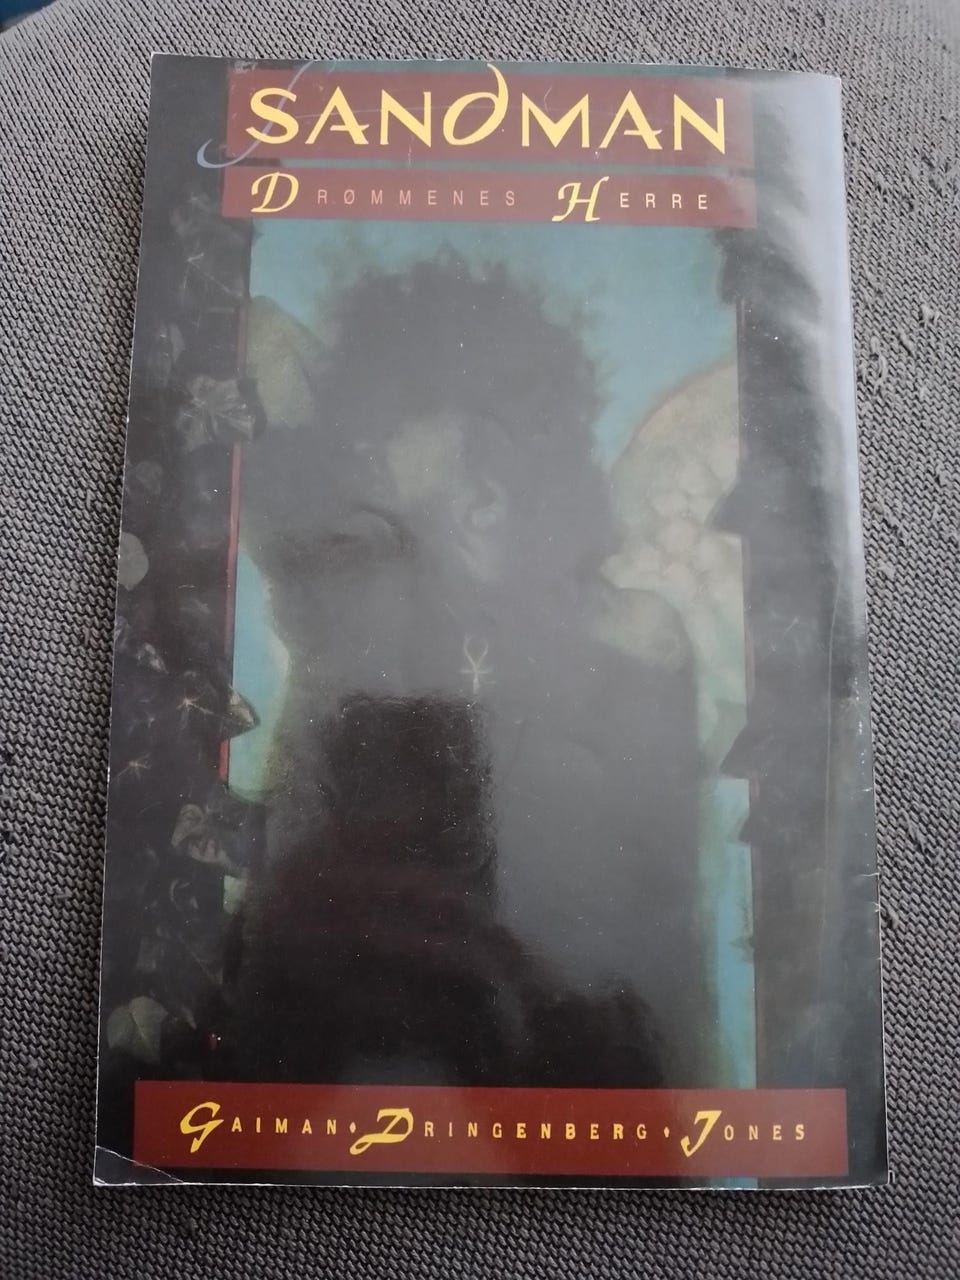 SANDMAN
DRØMMENES HERRE
GAIMAN • DRINGENBERG • JONES